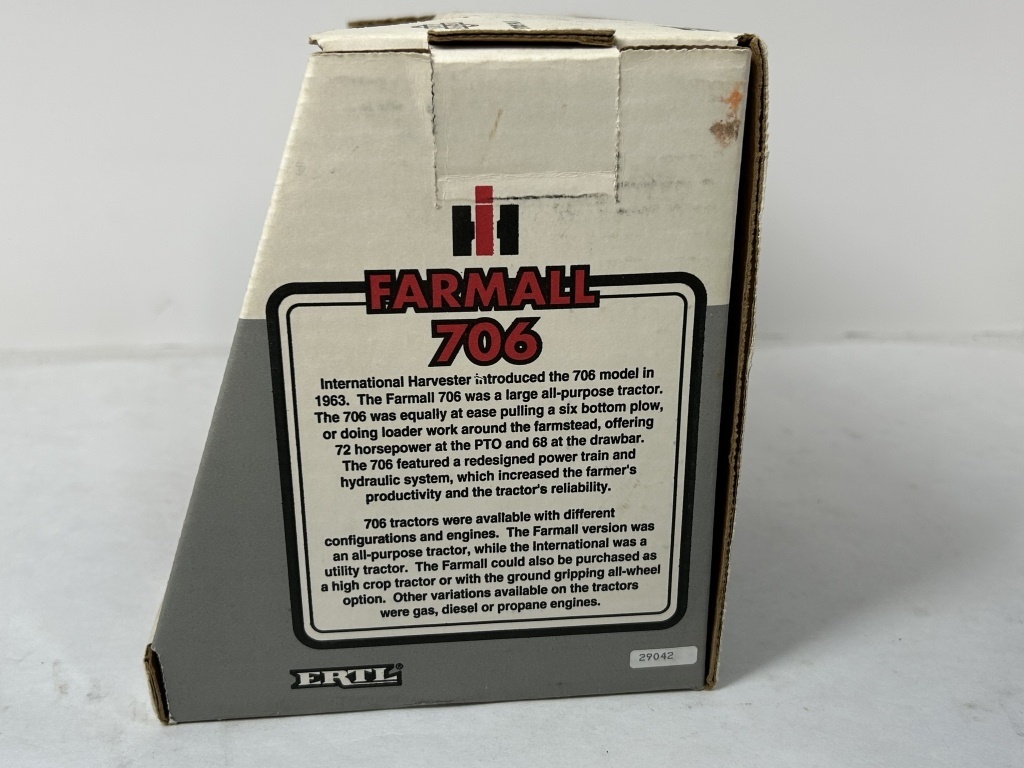 IH
FARMALL
706
International Harvester introduced the 706 model in
1963. The Farmall 706 was a large all-purpose tractor.
The 706 was equally at ease pulling a six bottom plow,
or doing loader work around the farmstead, offering
72 horsepower at the PTO and 68 at the drawbar.
The 706 featured a redesigned power train and
hydraulic system, which increased the farmer's
productivity and the tractor's reliability.
706 tractors were available with different
configurations and engines. The Farmall version was
an all-purpose tractor, while the International was a
utility tractor. The Farmall could also be purchased as
a high crop tractor or with the ground gripping all-wheel
option. Other variations available on the tractors
were gas, diesel or propane engines.
ERTL®
29042